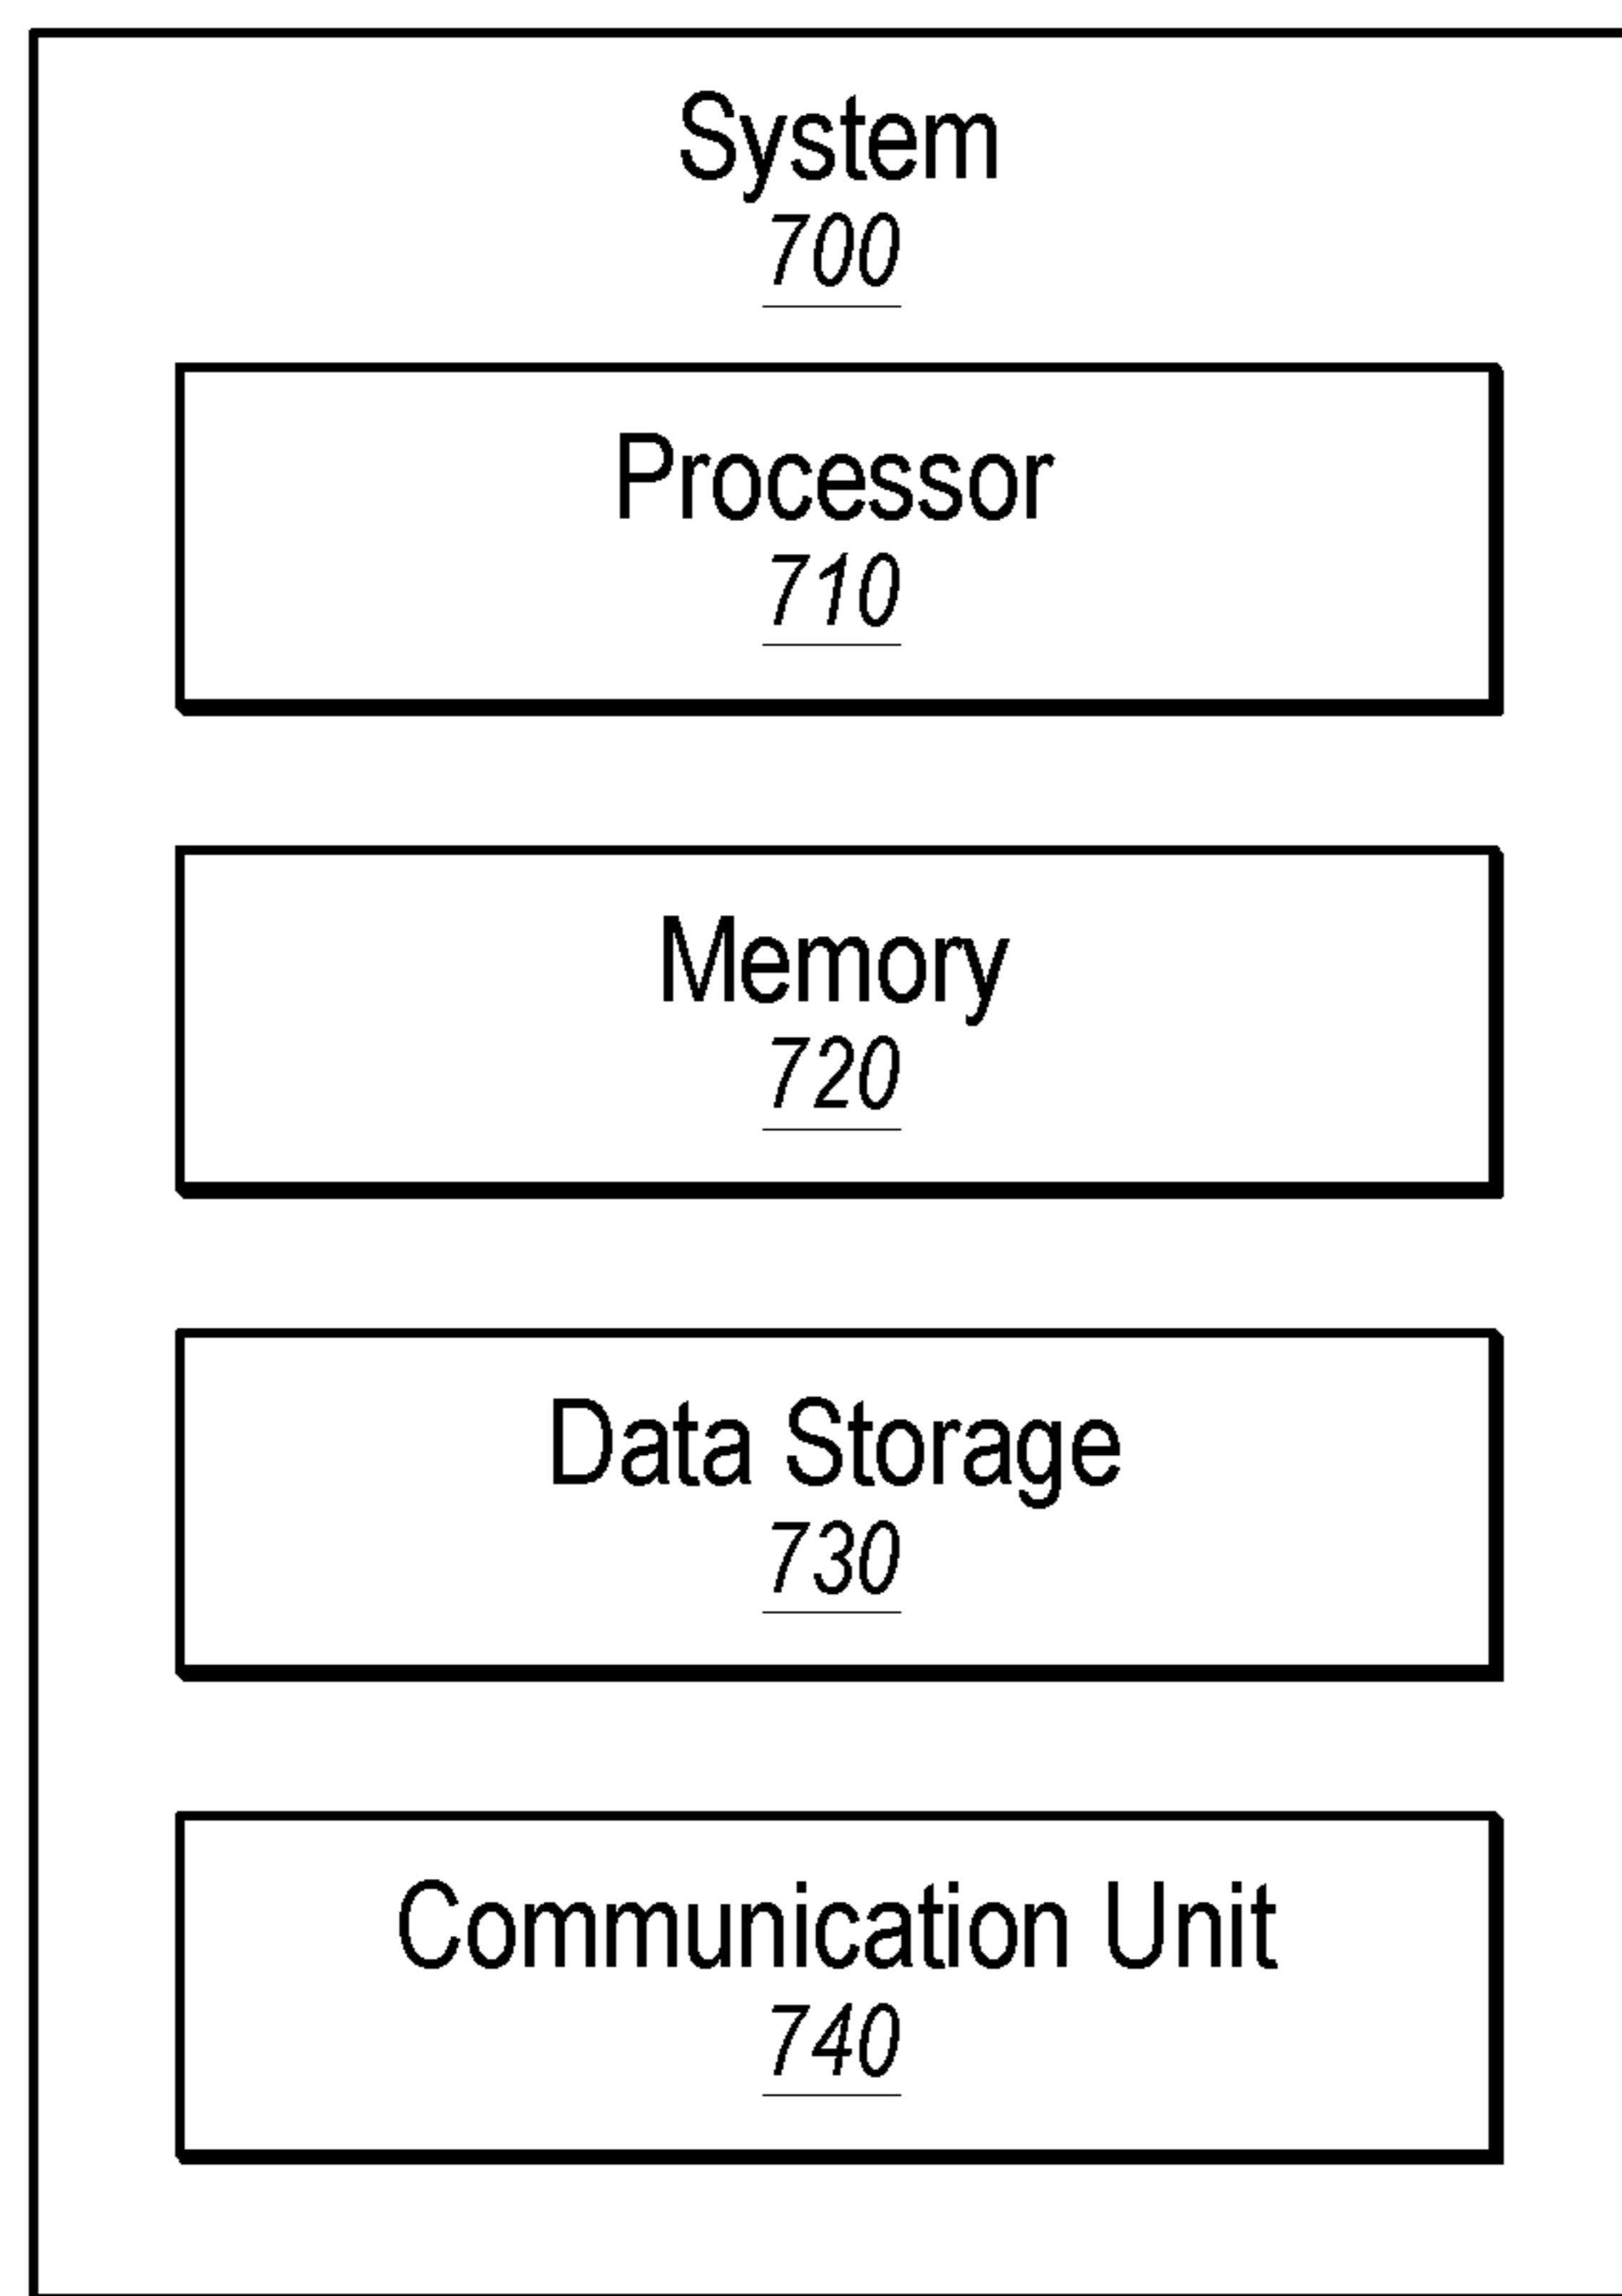 System
700
Processor
710
Memory
720
Data Storage
730
Communication Unit
740